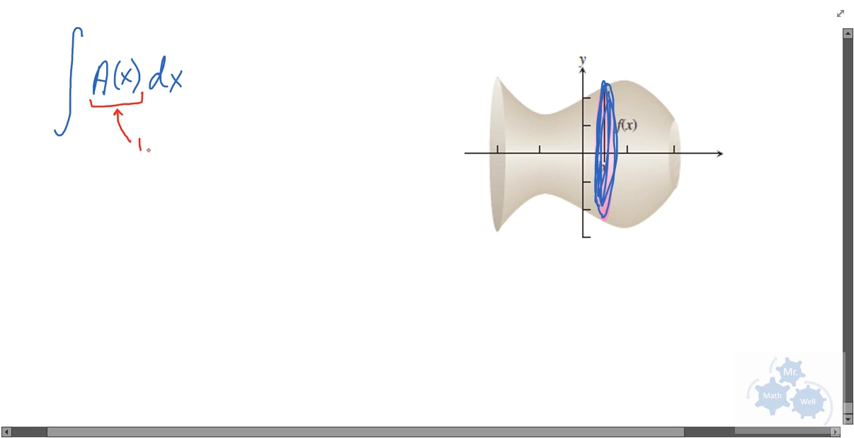 ∫ A(x) dx
y
f(x)
Mr.
Math Well